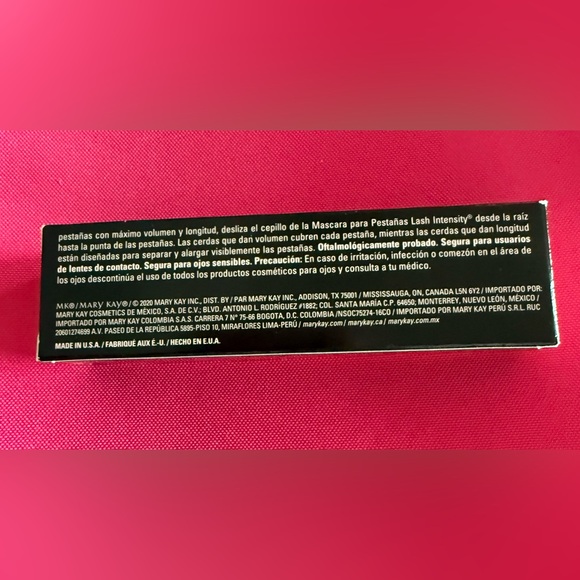 pestañas con máximo volumen y longitud, desliza el cepillo de la Mascara para Pestañas Lash Intensity® desde la raíz
hasta la punta de las pestañas. Las cerdas que dan volumen cubren cada pestaña, mientras las cerdas que dan longitud
están diseñadas para separar y alargar visiblemente las pestañas. Oftalmológicamente probado. Segura para usuarios
de lentes de contacto. Segura para ojos sensibles. Precaución: En caso de irritación, infección o comezón en el área de
los ojos descontinúa el uso de todos los productos cosméticos para ojos y consulta a tu médico.
MK®/MARY KAY®/ © 2020 MARY KAY INC., DIST. BY / PAR MARY KAY INC., ADDISON, TX 75001 / MISSISSAUGA, ON, CANADA L5N 6Y2 / IMPORTADO POR:
MARY KAY COSMETICS DE MÉXICO, S.A. DE C.V.; BLVD. ANTONIO L. RODRÍGUEZ #1882; COL. SANTA MARÍA C.P. 64650; MONTERREY, NUEVO LEÓN, MÉXICO /
IMPORTADO POR MARY KAY COLOMBIA S.A.S. CARRERA 7 N° 75-66 BOGOTA, D.C. COLOMBIA /NSOC75274-16CO / IMPORTADO POR MARY KAY PERÚ S.R.L. RUC
20601274699 A.V. PASEO DE LA REPÚBLICA 5895-PISO 10, MIRAFLORES LIMA-PERÚ / marykay.com / marykay.ca / marykay.com.mx
MADE IN U.S.A. / FABRIQUÉ AUX É.-U. / HECHO EN E.U.A.